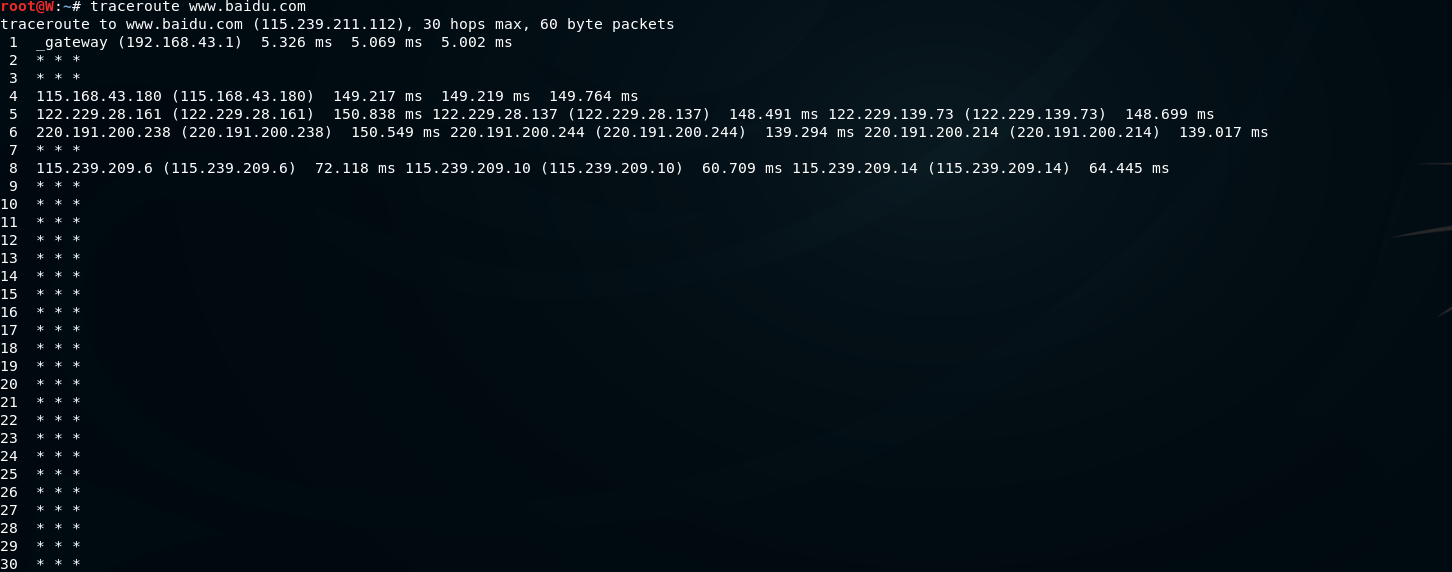 root@W:~# traceroute www.baidu.com
traceroute to www.baidu.com (115.239.211.112), 30 hops max, 60 byte packets
 1  _gateway (192.168.43.1)  5.326 ms  5.069 ms  5.002 ms
 2  * * *
 3  * * *
 4  115.168.43.180 (115.168.43.180)  149.217 ms  149.219 ms  149.764 ms
 5  122.229.28.161 (122.229.28.161)  150.838 ms 122.229.28.137 (122.229.28.137)  148.491 ms 122.229.139.73 (122.229.139.73)  148.699 ms
 6  220.191.200.238 (220.191.200.238)  150.549 ms 220.191.200.244 (220.191.200.244)  139.294 ms 220.191.200.214 (220.191.200.214)  139.017 ms
 7  * * *
 8  115.239.209.6 (115.239.209.6)  72.118 ms 115.239.209.10 (115.239.209.10)  60.709 ms 115.239.209.14 (115.239.209.14)  64.445 ms
 9  * * *
10  * * *
11  * * *
12  * * *
13  * * *
14  * * *
15  * * *
16  * * *
17  * * *
18  * * *
19  * * *
20  * * *
21  * * *
22  * * *
23  * * *
24  * * *
25  * * *
26  * * *
27  * * *
28  * * *
29  * * *
30  * * *